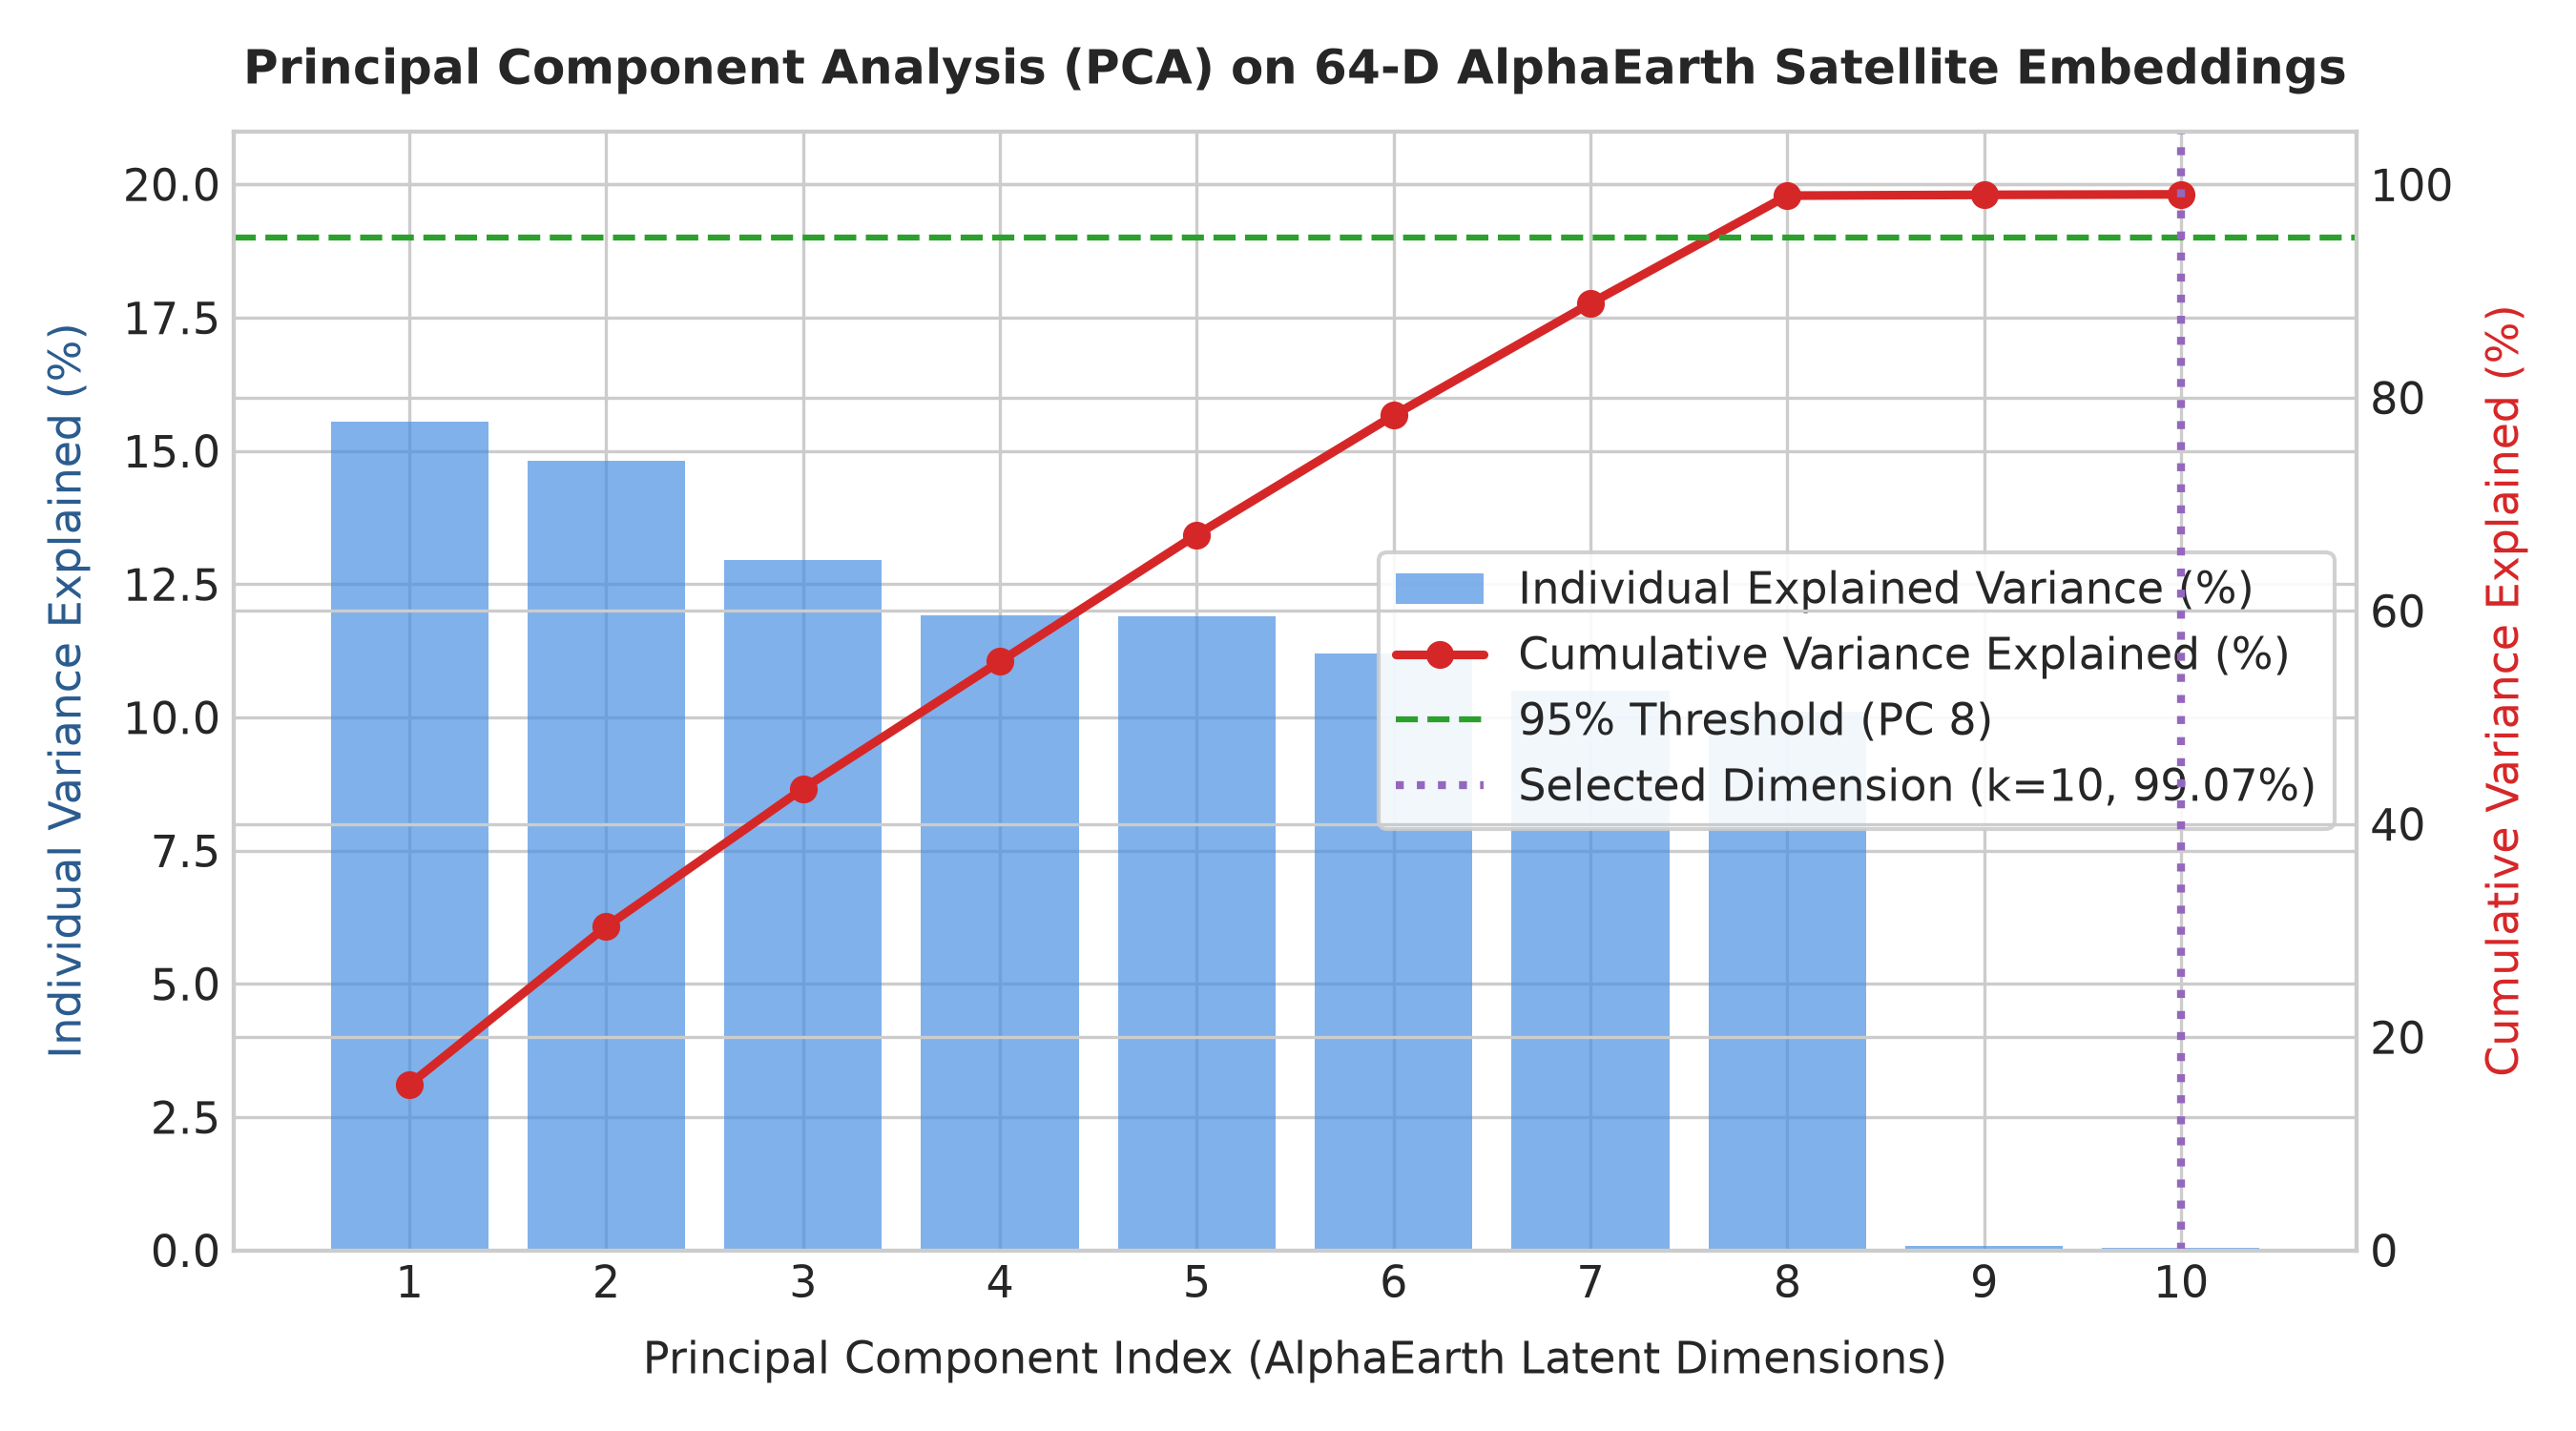 Principal Component Analysis (PCA) on 64-D AlphaEarth Satellite Embeddings
Individual Variance Explained (%)
20.0
17.5
15.0
12.5
10.0
7.5
5.0
2.5
0.0
Individual Explained Variance (%)
Cumulative Variance Explained (%)
95% Threshold (PC 8)
Selected Dimension (k=10, 99.07%)
100
80
60
40
20
0
Cumulative Variance Explained (%)
1 2 3 4 5 6 7 8 9 10
Principal Component Index (AlphaEarth Latent Dimensions)